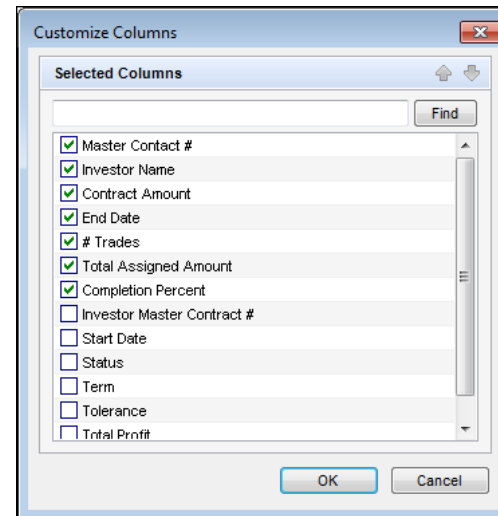 Customize Columns
Selected Columns
Find
Master Contact #
Investor Name
Contract Amount
End Date
# Trades
Total Assigned Amount
Completion Percent
Investor Master Contract #
Start Date
Status
Term
Tolerance
Total Profit
OK Cancel